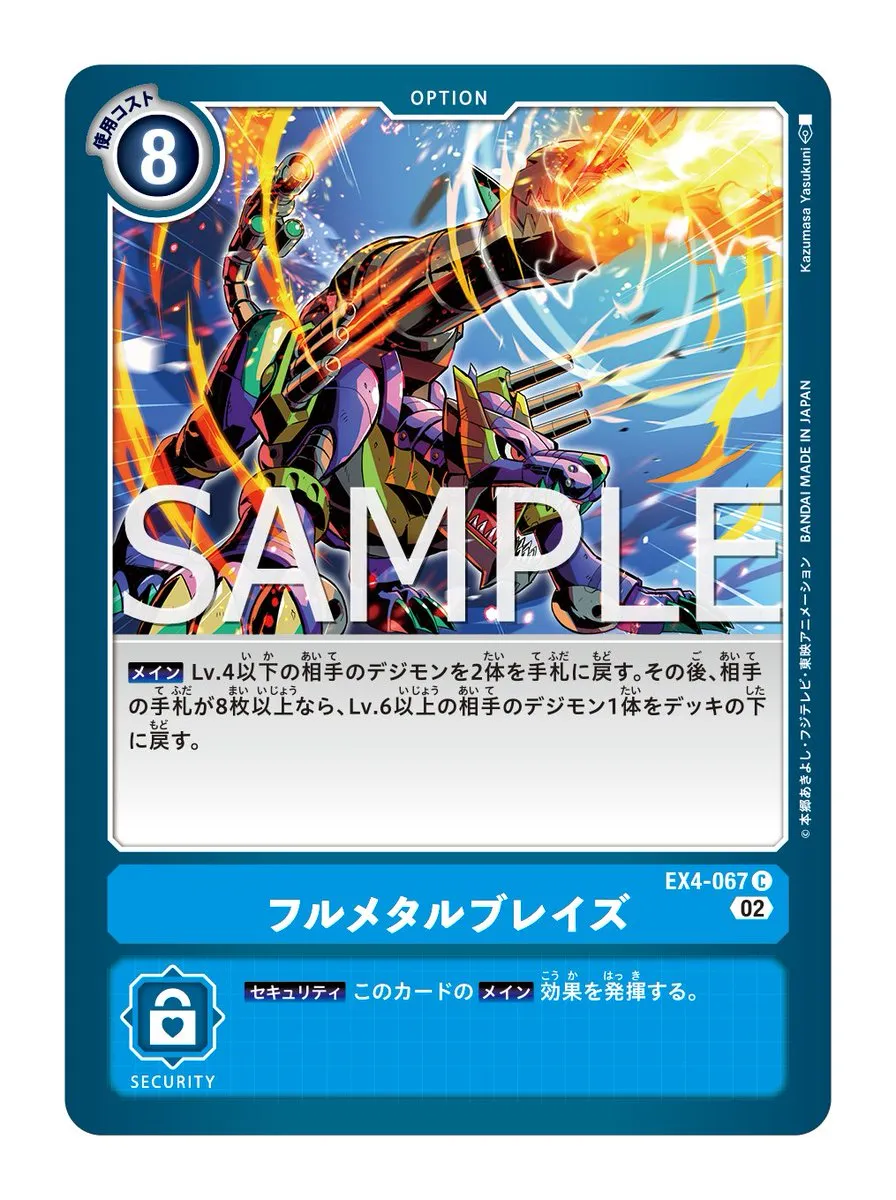 OPTION
使用コスト
8
Kazumasa Yasukuni
SAMPLE
メイン Lv.4以下の相手のデジモンを2体を手札に戻す。その後、相手
の手札が8枚以上なら、Lv.6以上の相手のデジモン1体をデッキの下
に戻す。
©本郷あきよし・フジテレビ・東映アニメーション BANDAI MADE IN JAPAN
EX4-067 C
フルメタルブレイズ
02
セキュリティ このカードの メイン 効果を発揮する。
SECURITY